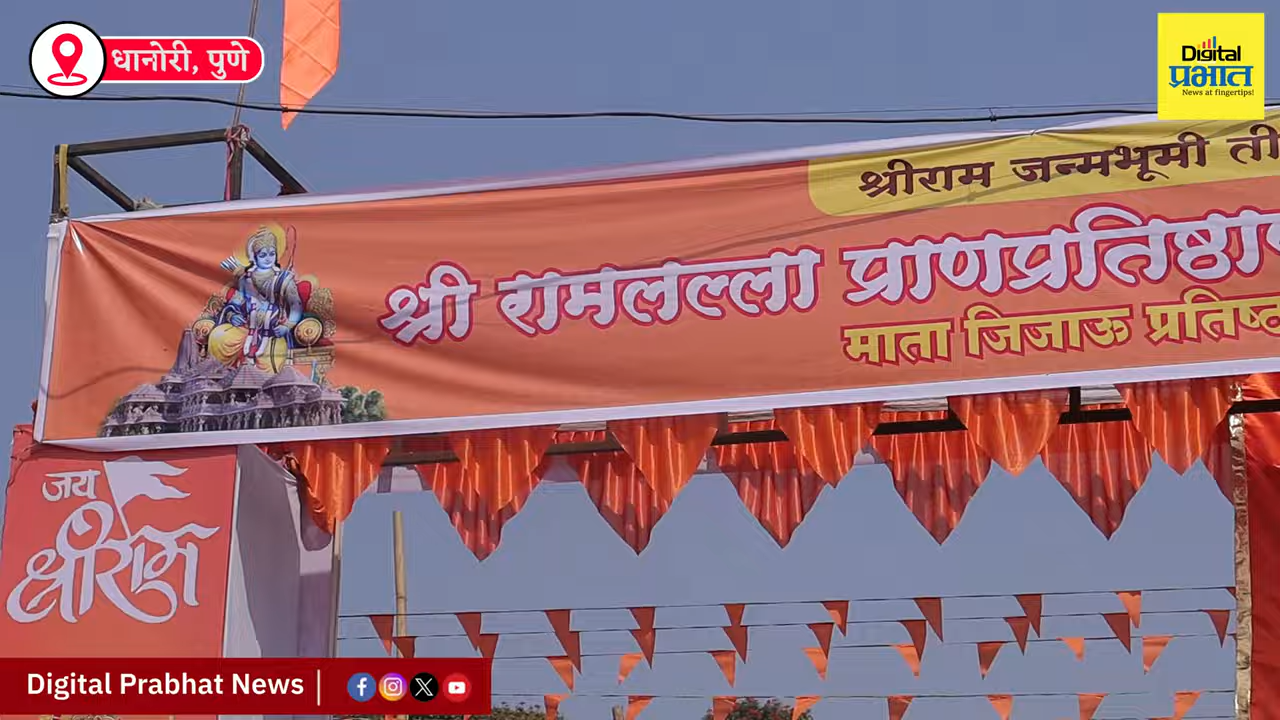 धानोरी, पुणे
Digital
प्रभात
News at fingertips!
श्रीराम जन्मभूमी ती
श्री रामलल्ला प्राणप्रतिष्ठा
माता जिजाऊ प्रतिष्ठ
जय
श्रीराम
Digital Prabhat News |